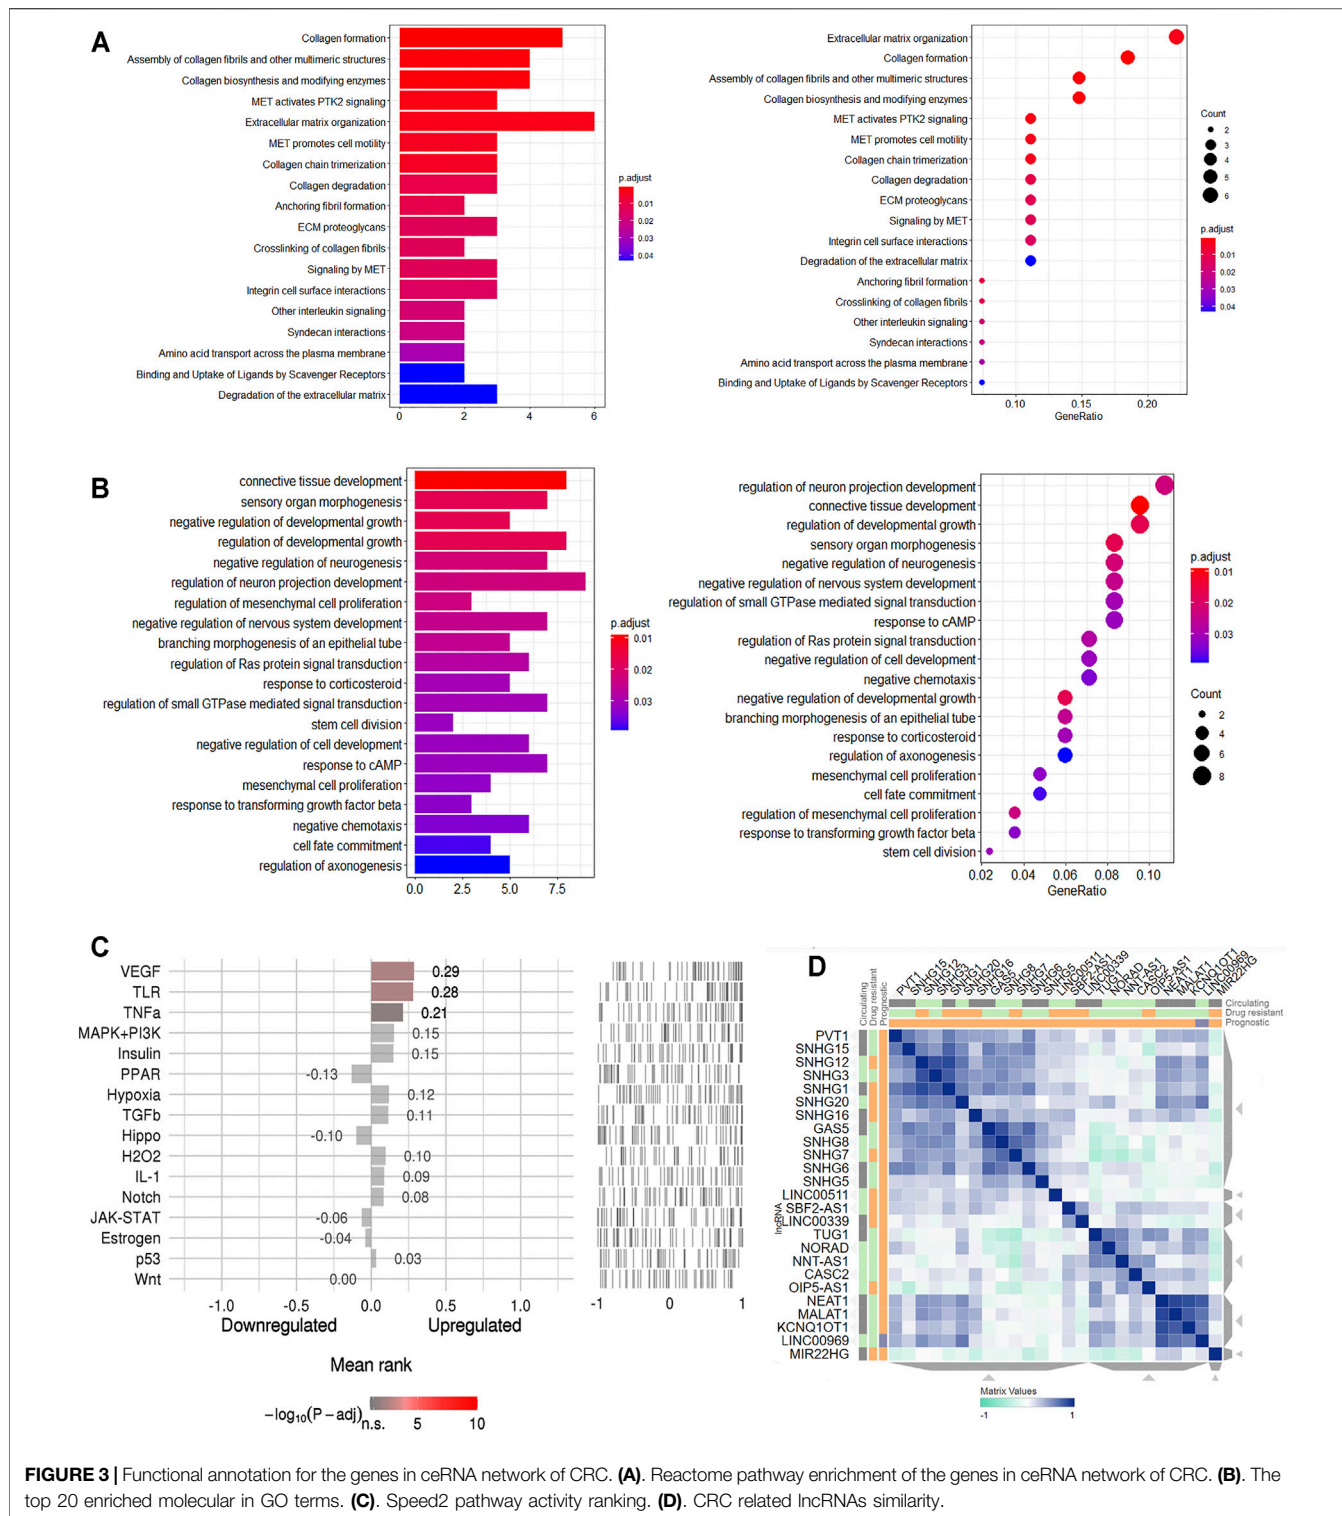 A
Collagen formation
Assembly of collagen fibrils and other multimeric structures
Collagen biosynthesis and modifying enzymes
MET activates PTK2 signaling
Extracellular matrix organization
MET promotes cell motility
Collagen chain trimerization
Collagen degradation
Anchoring fibril formation
ECM proteoglycans
Crosslinking of collagen fibrils
Signaling by MET
Integrin cell surface interactions
Other interleukin signaling
Syndecan interactions
Amino acid transport across the plasma membrane
Binding and Uptake of Ligands by Scavenger Receptors
Degradation of the extracellular matrix
0 2 4 6
p.adjust
0.01
0.02
0.03
0.04
Extracellular matrix organization
Collagen formation
Assembly of collagen fibrils and other multimeric structures
Collagen biosynthesis and modifying enzymes
MET activates PTK2 signaling
MET promotes cell motility
Collagen chain trimerization
Collagen degradation
ECM proteoglycans
Signaling by MET
Integrin cell surface interactions
Degradation of the extracellular matrix
Anchoring fibril formation
Crosslinking of collagen fibrils
Other interleukin signaling
Syndecan interactions
Amino acid transport across the plasma membrane
Binding and Uptake of Ligands by Scavenger Receptors
0.10 0.15 0.20
GeneRatio
Count
2
3
4
5
6
p.adjust
0.01
0.02
0.03
0.04
B
connective tissue development
sensory organ morphogenesis
negative regulation of developmental growth
regulation of developmental growth
negative regulation of neurogenesis
regulation of neuron projection development
regulation of mesenchymal cell proliferation
negative regulation of nervous system development
branching morphogenesis of an epithelial tube
regulation of Ras protein signal transduction
response to corticosteroid
regulation of small GTPase mediated signal transduction
stem cell division
negative regulation of cell development
response to cAMP
mesenchymal cell proliferation
response to transforming growth factor beta
negative chemotaxis
cell fate commitment
regulation of axonogenesis
0.0 2.5 5.0 7.5
p.adjust
0.01
0.02
0.03
regulation of neuron projection development
connective tissue development
regulation of developmental growth
sensory organ morphogenesis
negative regulation of neurogenesis
negative regulation of nervous system development
regulation of small GTPase mediated signal transduction
response to cAMP
regulation of Ras protein signal transduction
negative regulation of cell development
negative chemotaxis
negative regulation of developmental growth
branching morphogenesis of an epithelial tube
response to corticosteroid
regulation of axonogenesis
mesenchymal cell proliferation
cell fate commitment
regulation of mesenchymal cell proliferation
response to transforming growth factor beta
stem cell division
0.02 0.04 0.06 0.08 0.10
GeneRatio
p.adjust
0.01
0.02
0.03
Count
2
4
6
8
C
VEGF 0.29
TLR 0.28
TNFa 0.21
MAPK+PI3K 0.15
Insulin 0.15
PPAR -0.13
Hypoxia 0.12
TGFb 0.11
Hippo -0.10
H2O2 0.10
IL-1 0.09
Notch 0.08
JAK-STAT -0.06
Estrogen -0.04
p53 0.03
Wnt 0.00
-1.0 -0.5 0.0 0.5 1.0
Downregulated Upregulated
-1 0 1
Mean rank
−log10(P−adj)
n.s. 5 10
D
PVT1
SNHG15
SNHG12
SNHG3
SNHG1
SNHG20
SNHG16
GAS5
SNHG8
SNHG7
SNHG6
SNHG5
LINC00511
SBF2-AS1
LINC00339
TUG1
NORAD
NNT-AS1
CASC2
OIP5-AS1
NEAT1
MALAT1
KCNQ1OT1
LINC00969
MIR22HG
Circulating
Drug resistant
Prognostic
Circulating
Drug resistant
Prognostic
lncRNA
PVT1
SNHG15
SNHG12
SNHG3
SNHG1
SNHG20
SNHG16
GAS5
SNHG8
SNHG7
SNHG6
SNHG5
LINC00511
SBF2-AS1
LINC00339
TUG1
NORAD
NNT-AS1
CASC2
OIP5-AS1
NEAT1
MALAT1
KCNQ1OT1
LINC00969
MIR22HG
Matrix Values
-1 1
FIGURE 3 | Functional annotation for the genes in ceRNA network of CRC. (A). Reactome pathway enrichment of the genes in ceRNA network of CRC. (B). The
top 20 enriched molecular in GO terms. (C). Speed2 pathway activity ranking. (D). CRC related lncRNAs similarity.